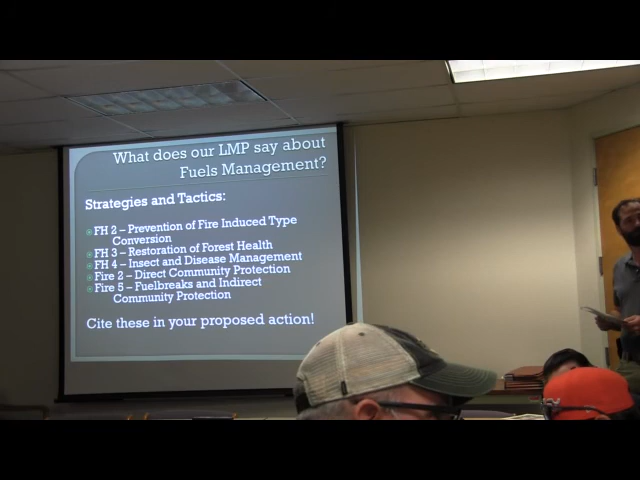 What does our LMP say about
Fuels Management?
Strategies and Tactics:
FH 2 – Prevention of Fire Induced Type
Conversion
FH 3 – Restoration of Forest Health
FH 4 – Insect and Disease Management
Fire 2 – Direct Community Protection
Fire 5 – Fuelbreaks and Indirect
Community Protection
Cite these in your proposed action!